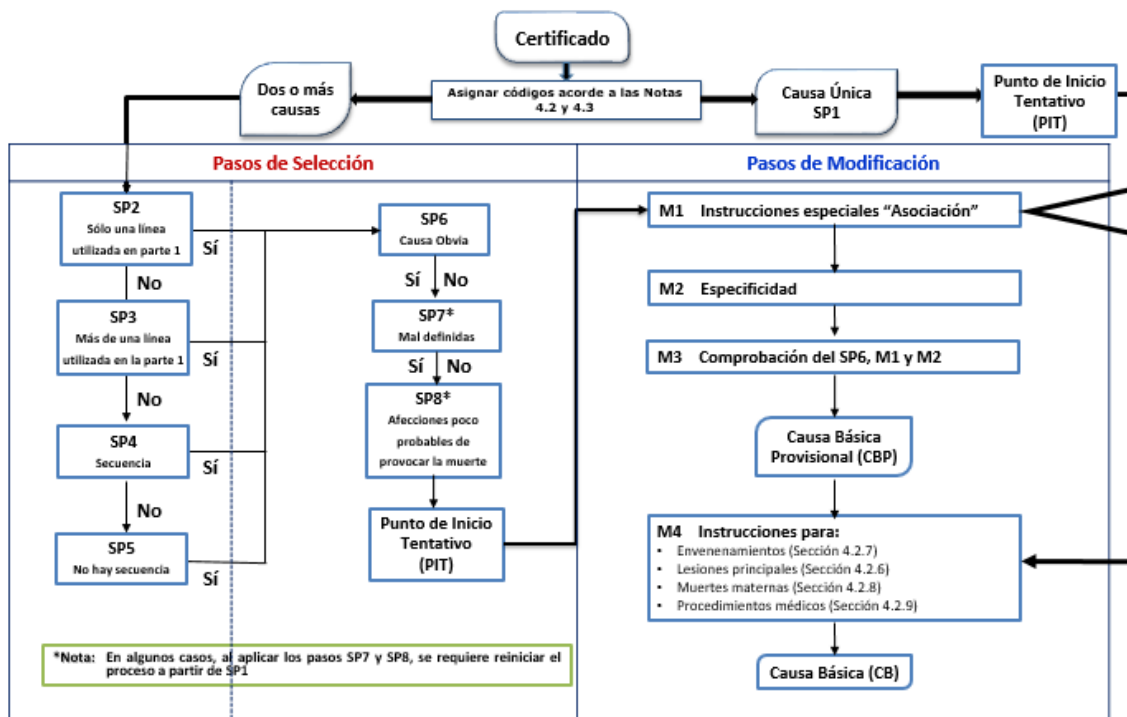 Certificado
Dos o más
causas
Asignar códigos acorde a las Notas
4.2 y 4.3
Causa Única
SP1
Punto de Inicio
Tentativo
(PIT)
Pasos de Selección
Pasos de Modificación
SP2
Sólo una línea
utilizada en parte 1
Sí
No
SP3
Más de una línea
utilizada en la parte 1
Sí
No
SP4
Secuencia
Sí
No
SP5
No hay secuencia
Sí
SP6
Causa Obvia
Sí No
SP7*
Mal definidas
Sí No
SP8*
Afecciones poco
probables de
provocar la muerte
Punto de Inicio
Tentativo
(PIT)
M1 Instrucciones especiales “Asociación”
M2 Especificidad
M3 Comprobación del SP6, M1 y M2
Causa Básica
Provisional (CBP)
M4 Instrucciones para:
• Envenenamientos (Sección 4.2.7)
• Lesiones principales (Sección 4.2.6)
• Muertes maternas (Sección 4.2.8)
• Procedimientos médicos (Sección 4.2.9)
Causa Básica (CB)
*Nota: En algunos casos, al aplicar los pasos SP7 y SP8, se requiere reiniciar el
proceso a partir de SP1